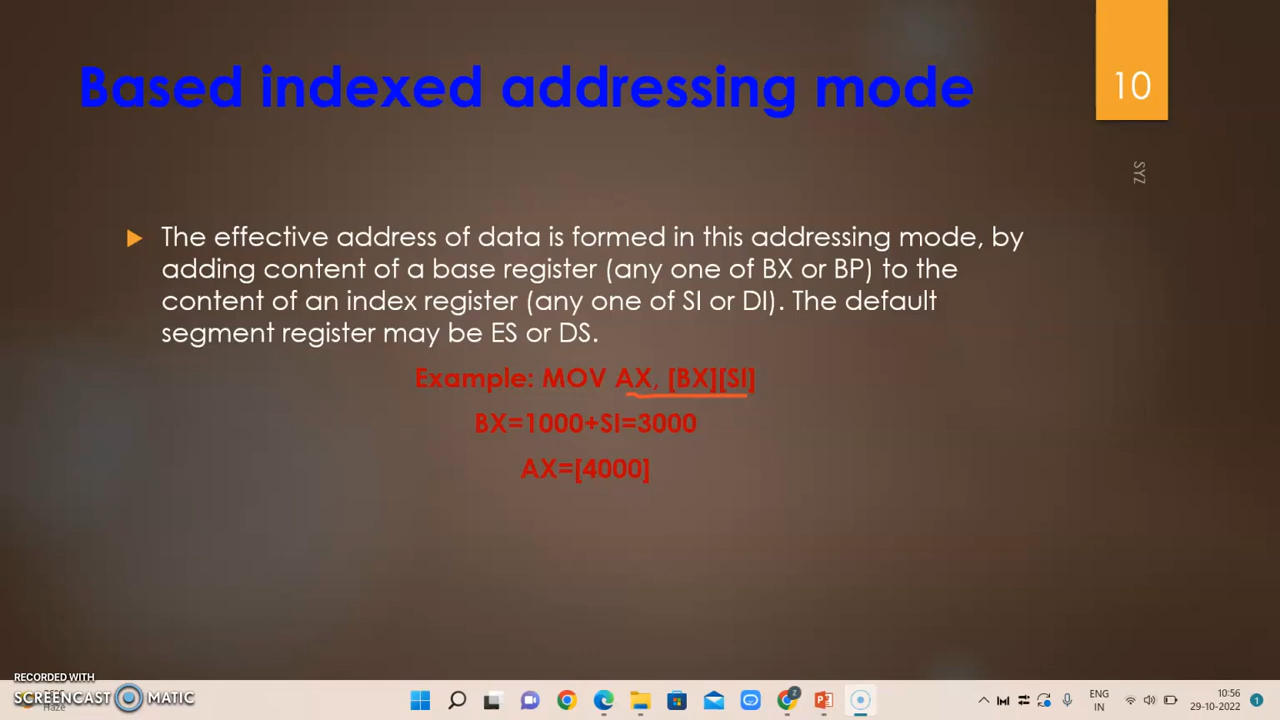 Based indexed addressing mode
10
SYZ
The effective address of data is formed in this addressing mode, by
adding content of a base register (any one of BX or BP) to the
content of an index register (any one of SI or DI). The default
segment register may be ES or DS.
Example: MOV AX, [BX][SI]
BX=1000+SI=3000
AX=[4000]
RECORDED WITH
SCREENCAST MATIC
Haze
ENG
IN
10:56
29-10-2022
1